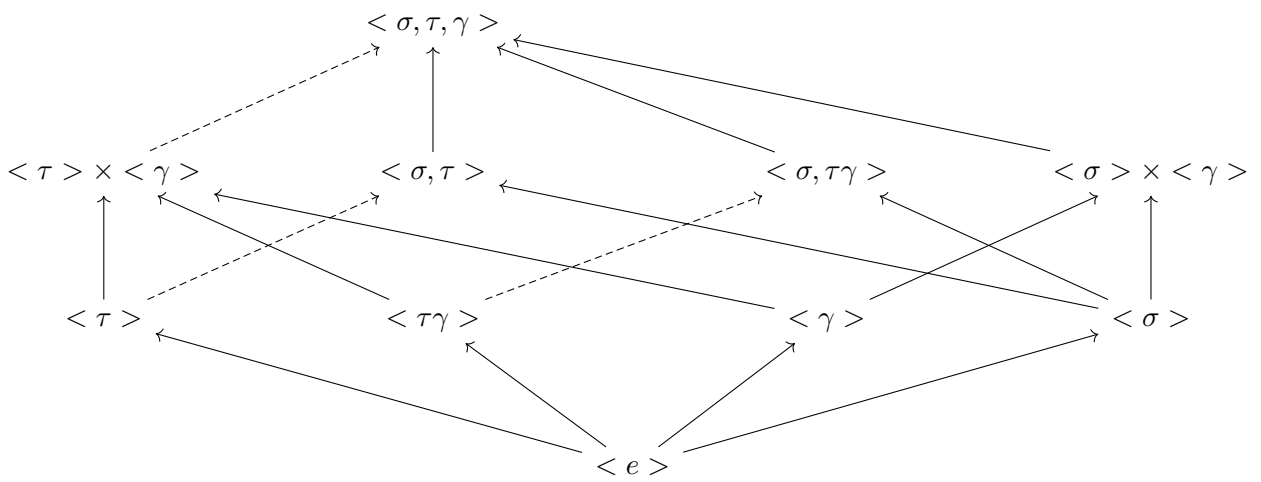 < σ, τ, γ >
< τ > × < γ > < σ, τ > < σ, τγ > < σ > × < γ >
< τ > < τγ > < γ > < σ >
< e >